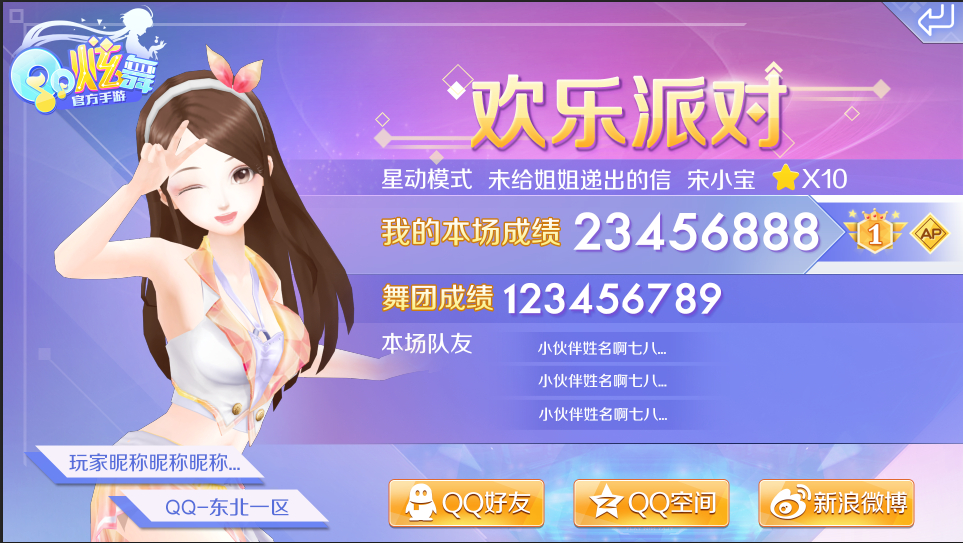 QQ炫舞
官方手游
欢乐派对
星动模式 未给姐姐递出的信 宋小宝 X10
我的本场成绩 23456888 1 AP
舞团成绩 123456789
本场队友 小伙伴姓名啊七八...
小伙伴姓名啊七八...
小伙伴姓名啊七八...
玩家昵称昵称昵称...
QQ-东北一区
QQ好友 QQ空间 新浪微博